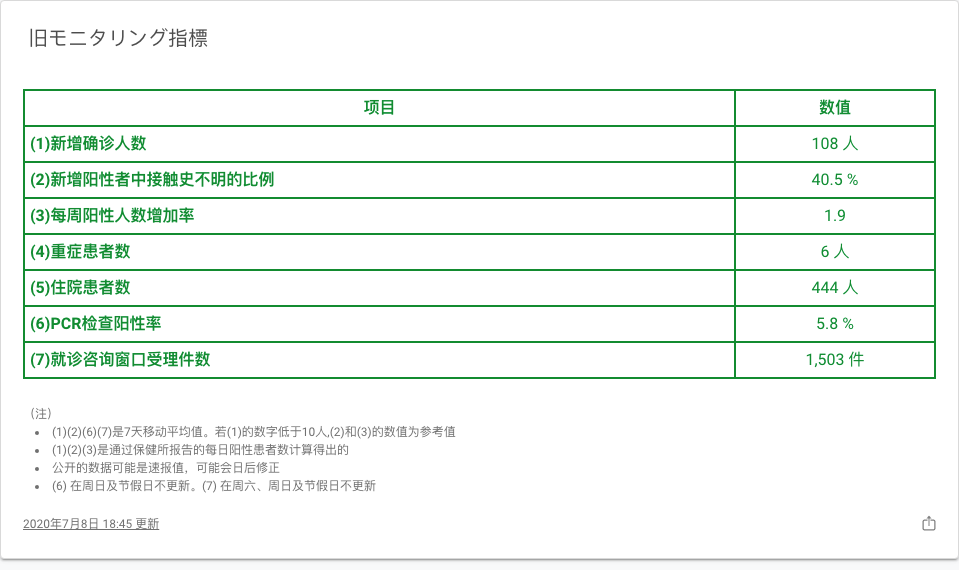 旧モニタリング指標
项目 数值
(1)新增确诊人数 108 人
(2)新增阳性者中接触史不明的比例 40.5 %
(3)每周阳性人数增加率 1.9
(4)重症患者数 6 人
(5)住院患者数 444 人
(6)PCR检查阳性率 5.8 %
(7)就诊咨询窗口受理件数 1,503 件
（注）
• (1)(2)(6)(7)是7天移动平均值。若(1)的数字低于10人,(2)和(3)的数值为参考值
• (1)(2)(3)是通过保健所报告的每日阳性患者数计算得出的
• 公开的数据可能是速报值，可能会日后修正
• (6) 在周日及节假日不更新。(7) 在周六、周日及节假日不更新
2020年7月8日 18:45 更新